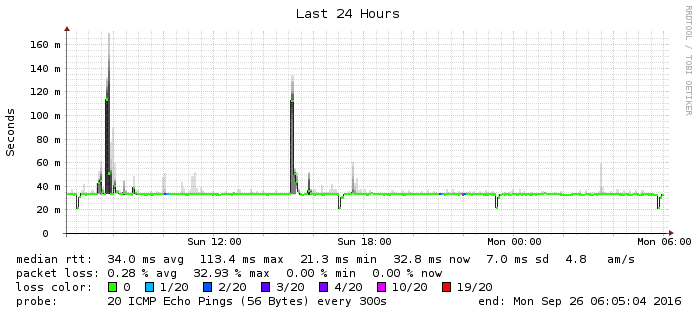 Last 24 Hours
RRDTOOL / TOBI OETIKER
Seconds
160 m
140 m
120 m
100 m
80 m
60 m
40 m
20 m
0
Sun 12:00 Sun 18:00 Mon 00:00 Mon 06:00
median rtt: 34.0 ms avg 113.4 ms max 21.3 ms min 32.8 ms now 7.0 ms sd 4.8 am/s
packet loss: 0.28 % avg 32.93 % max 0.00 % min 0.00 % now
loss color: 0 1/20 2/20 3/20 4/20 10/20 19/20
probe: 20 ICMP Echo Pings (56 Bytes) every 300s end: Mon Sep 26 06:05:04 2016